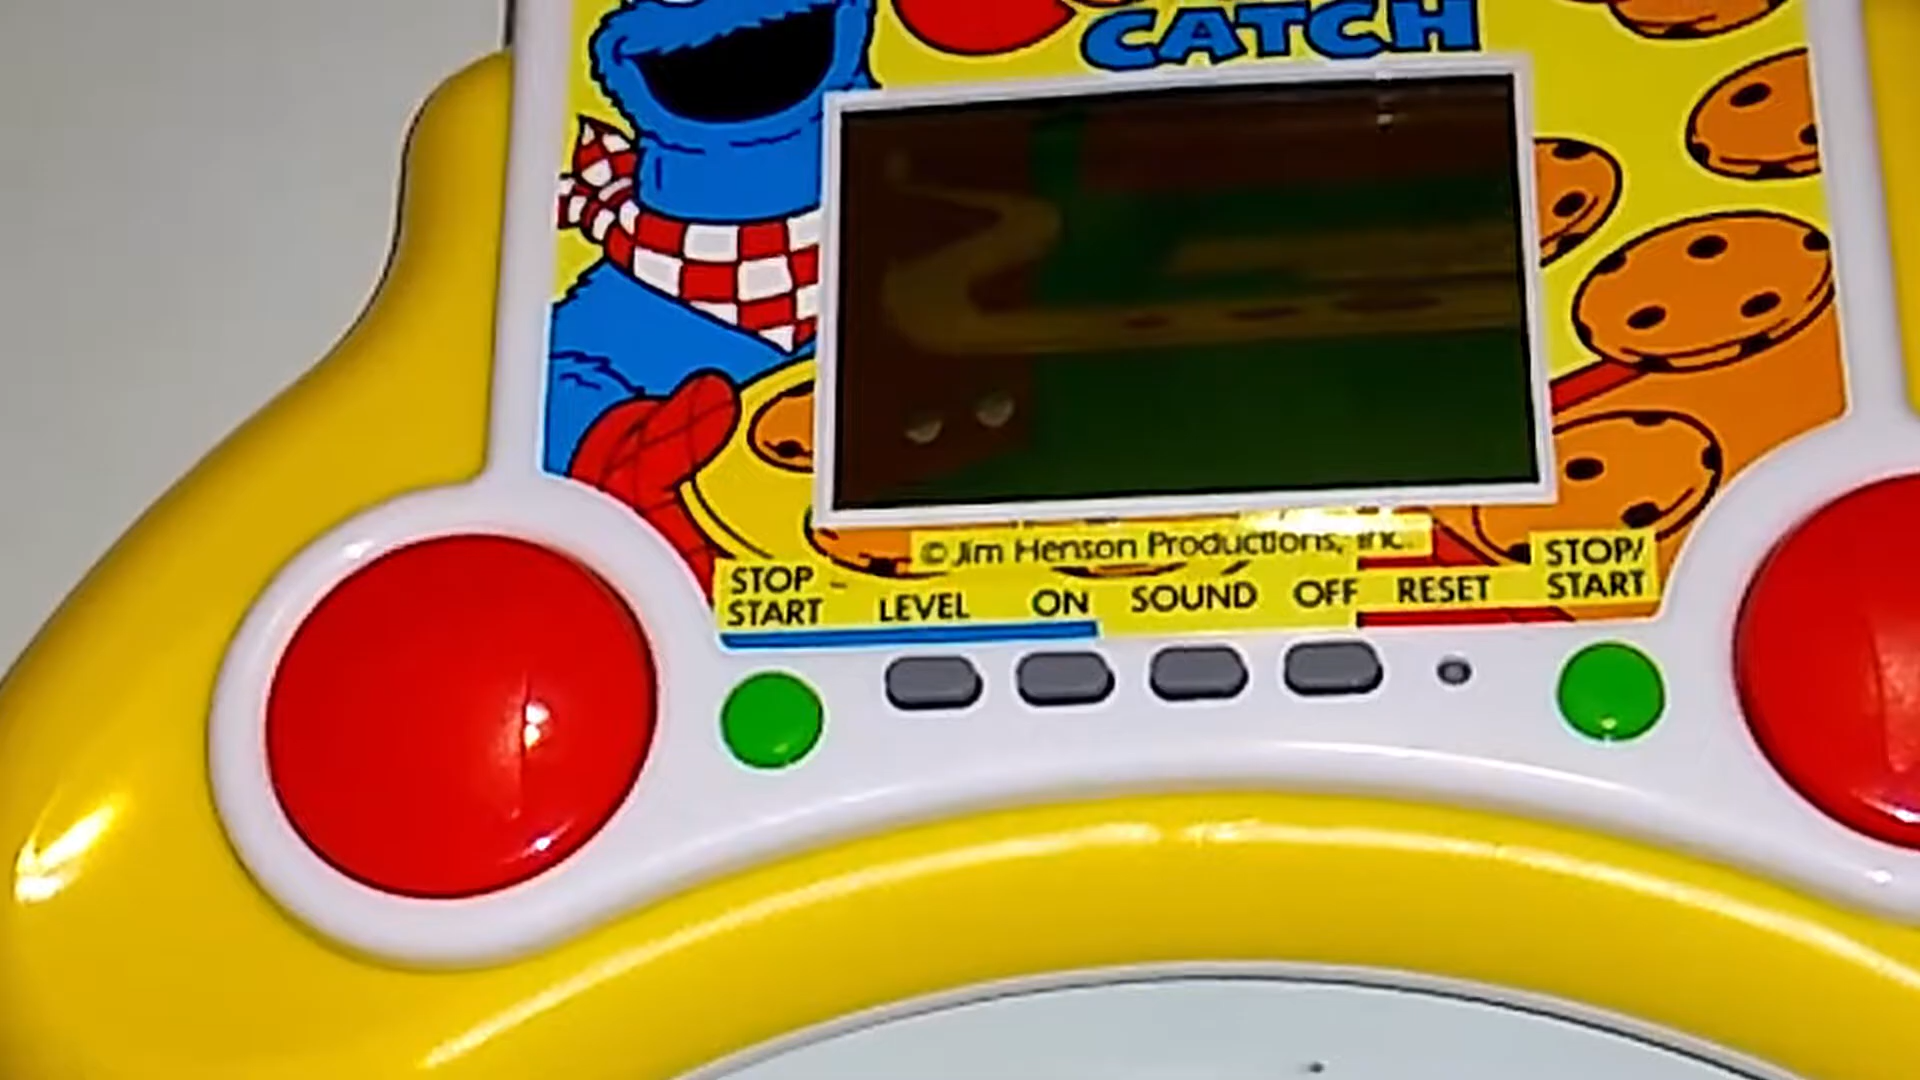 CATCH
© Jim Henson Productions, Inc.
STOP
START
LEVEL
ON
SOUND
OFF
RESET
STOP/
START